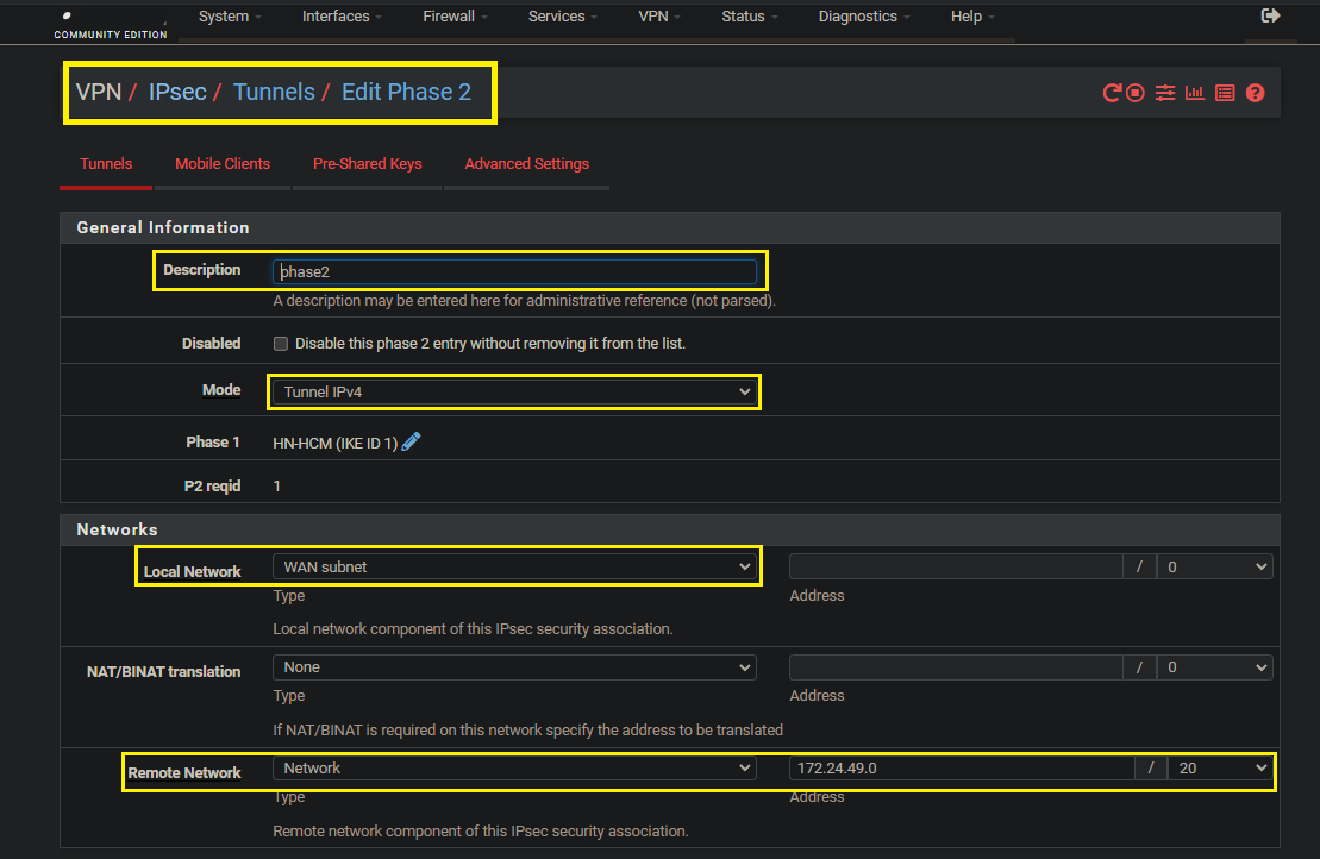 System Interfaces Firewall Services VPN Status Diagnostics Help
COMMUNITY EDITION
VPN / IPsec / Tunnels / Edit Phase 2
Tunnels Mobile Clients Pre-Shared Keys Advanced Settings
General Information
Description phase2
A description may be entered here for administrative reference (not parsed).
Disabled Disable this phase 2 entry without removing it from the list.
Mode Tunnel IPv4
Phase 1 HN-HCM (IKE ID 1)
P2 reqid 1
Networks
Local Network WAN subnet / 0
Type Address
Local network component of this IPsec security association.
NAT/BINAT translation None / 0
Type Address
If NAT/BINAT is required on this network specify the address to be translated
Remote Network Network 172.24.49.0 / 20
Type Address
Remote network component of this IPsec security association.